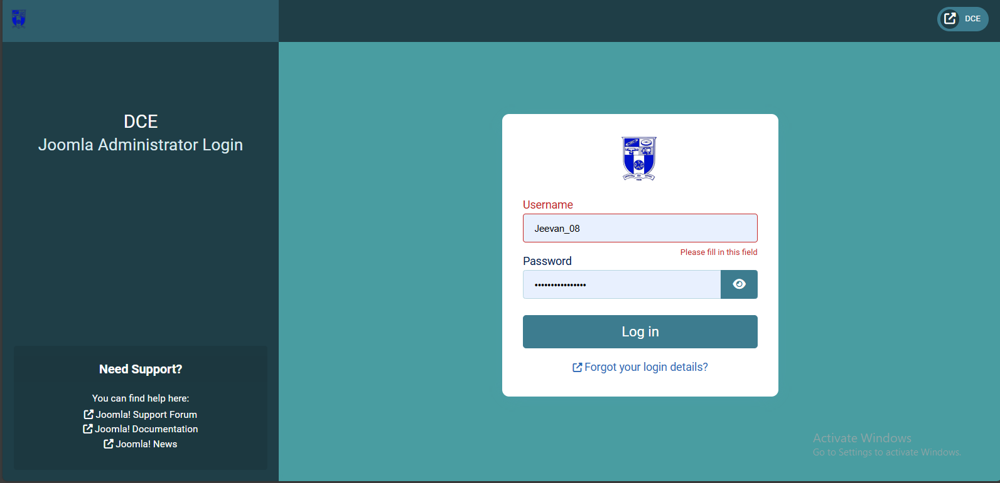 DCE
DCE
Joomla Administrator Login
Username
Jeevan_08
Please fill in this field
Password
••••••••••••••••
Log in
Forgot your login details?
Need Support?
You can find help here:
Joomla! Support Forum
Joomla! Documentation
Joomla! News
Activate Windows
Go to Settings to activate Windows.